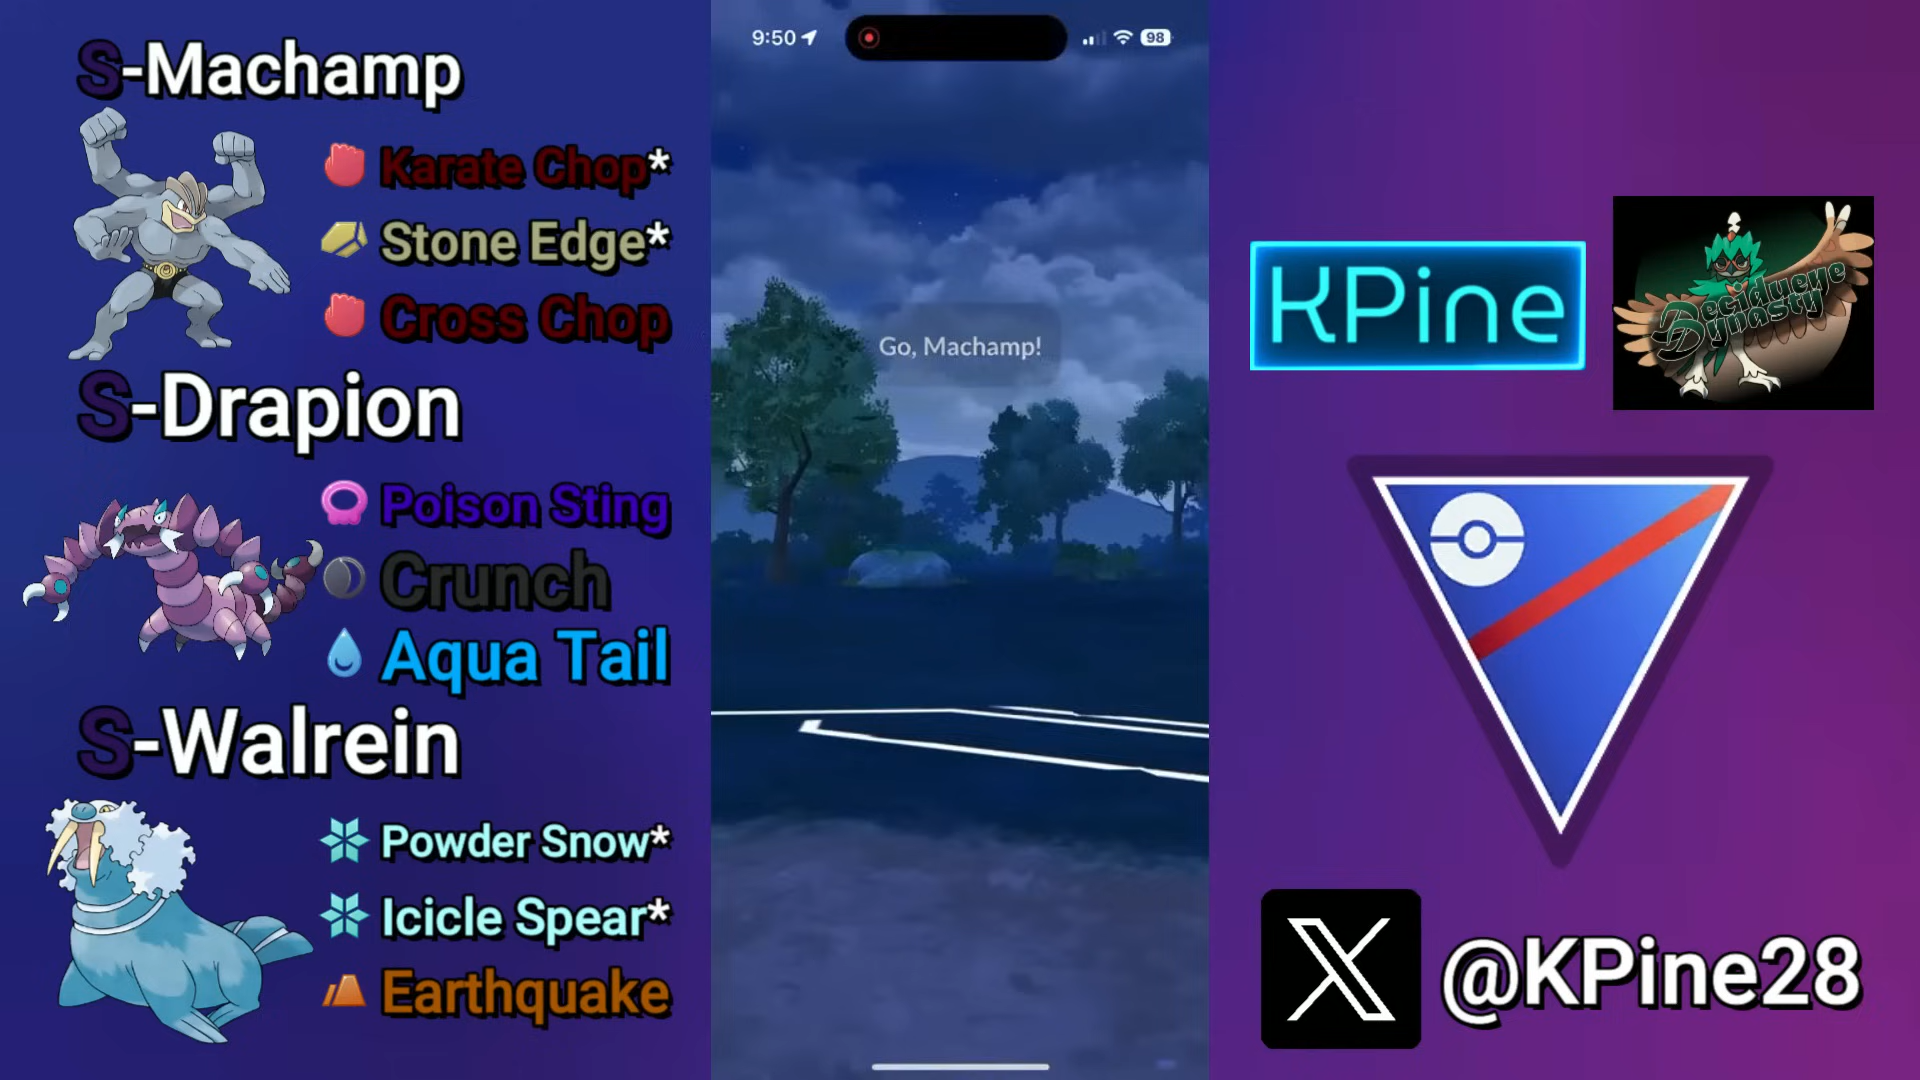 S-Machamp
Karate Chop*
Stone Edge*
Cross Chop
S-Drapion
Poison Sting
Crunch
Aqua Tail
S-Walrein
Powder Snow*
Icicle Spear*
Earthquake
9:50
98
Go, Machamp!
KPine
Decidueye
Dynasty
@KPine28